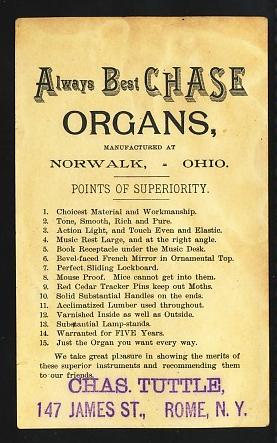 Always Best CHASE
ORGANS,
MANUFACTURED AT
NORWALK, - OHIO.
POINTS OF SUPERIORITY.
1. Choicest Material and Workmanship.
2. Tone, Smooth, Rich and Pure.
3. Action Light, and Touch Even and Elastic.
4. Music Rest Large, and at the right angle.
5. Book Receptacle under the Music Desk.
6. Bevel-faced French Mirror in Ornamental Top.
7. Perfect Sliding Lockboard.
8. Mouse Proof. Mice cannot get into them.
9. Red Cedar Tracker Pins keep out Moths.
10. Solid Substantial Handles on the ends.
11. Acclimatized Lumber used throughout.
12. Varnished Inside as well as Outside.
13. Substantial Lamp-stands.
14. Warranted for FIVE Years.
15. Just the Organ you want every way.
We take great pleasure in showing the merits of
these superior instruments and recommending them
to our friends.
CHAS. TUTTLE,
147 JAMES ST., ROME, N. Y.